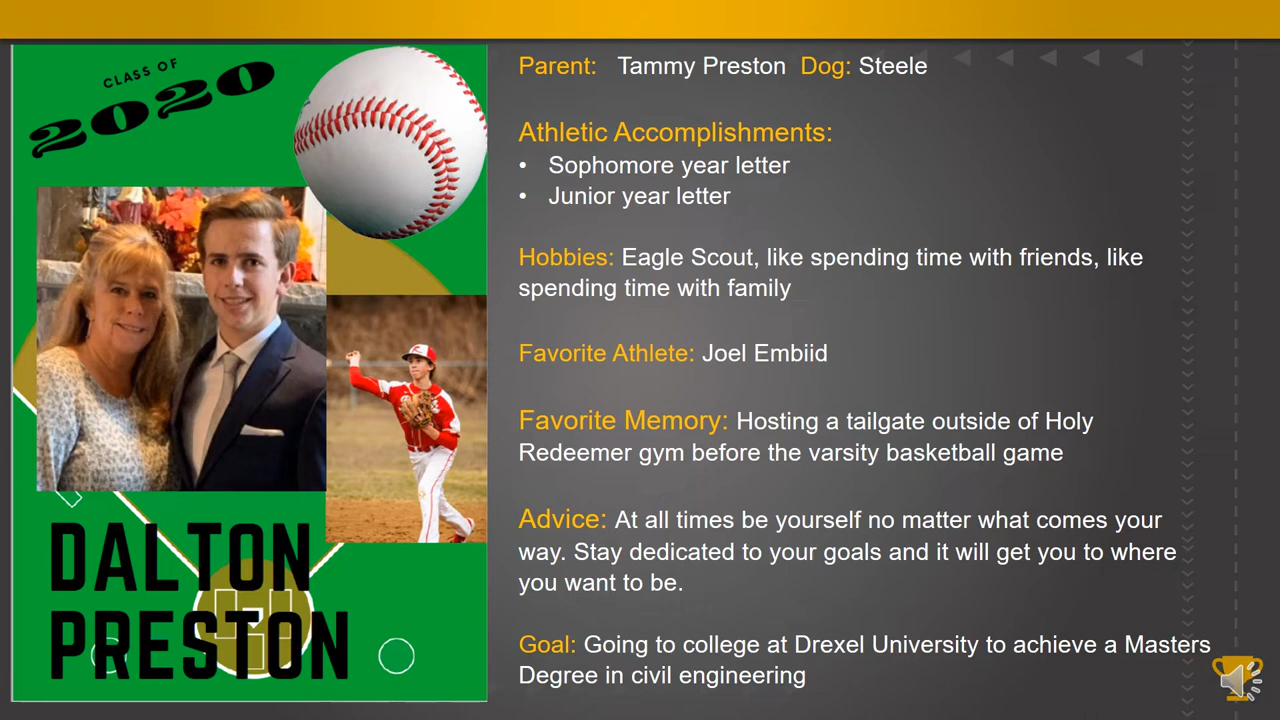 CLASS OF
2020
DALTON
PRESTON
Parent: Tammy Preston Dog: Steele
Athletic Accomplishments:
• Sophomore year letter
• Junior year letter
Hobbies: Eagle Scout, like spending time with friends, like
spending time with family
Favorite Athlete: Joel Embiid
Favorite Memory: Hosting a tailgate outside of Holy
Redeemer gym before the varsity basketball game
Advice: At all times be yourself no matter what comes your
way. Stay dedicated to your goals and it will get you to where
you want to be.
Goal: Going to college at Drexel University to achieve a Masters
Degree in civil engineering